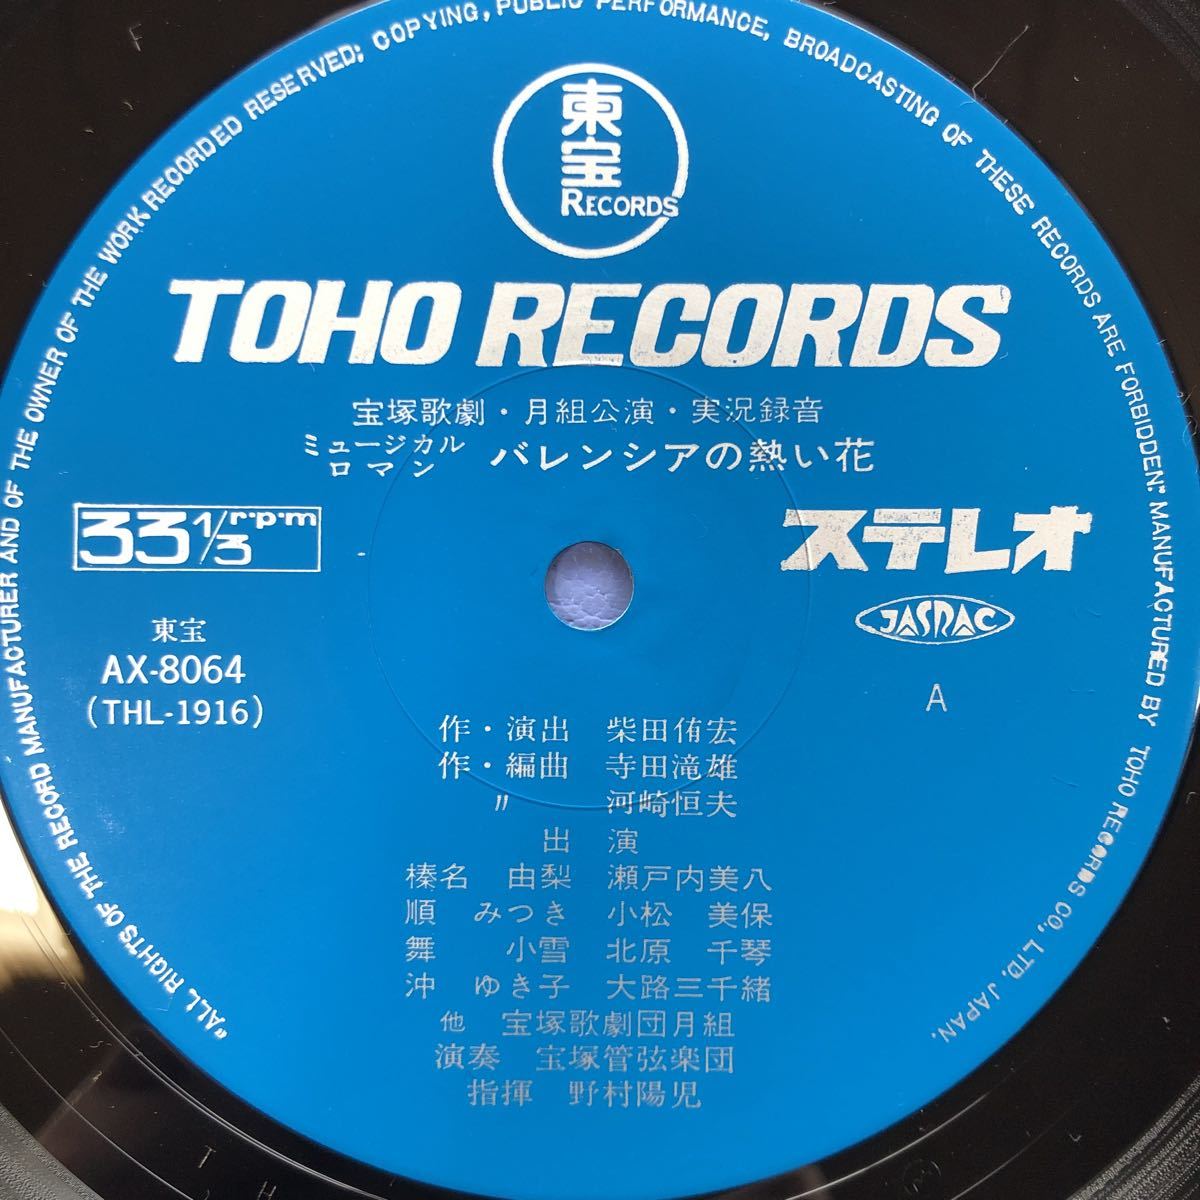 "ALL RIGHTS OF THE RECORD MANUFACTURER AND OF THE OWNER OF THE WORK RECORDED RESERVED; COPYING, PUBLIC PERFORMANCE, BROADCASTING OF THESE RECORDS ARE FORBIDDEN." MANUFACTURED BY TOHO RECORDS CO., LTD. JAPAN.
東宝
RECORDS
TOHO RECORDS
宝塚歌劇・月組公演・実況録音
ミュージカル
ロマン バレンシアの熱い花
33 1/3 r.p.m
ステレオ
JASRAC
東宝
AX-8064
(THL-1916)
A
作・演出 柴田侑宏
作・編曲 寺田滝雄
〃 河崎恒夫
出演
榛名 由梨 瀬戸内美八
順 みつき 小松 美保
舞 小雪 北原 千琴
沖 ゆき子 大路三千緒
他 宝塚歌劇団月組
演奏 宝塚管弦楽団
指揮 野村陽児